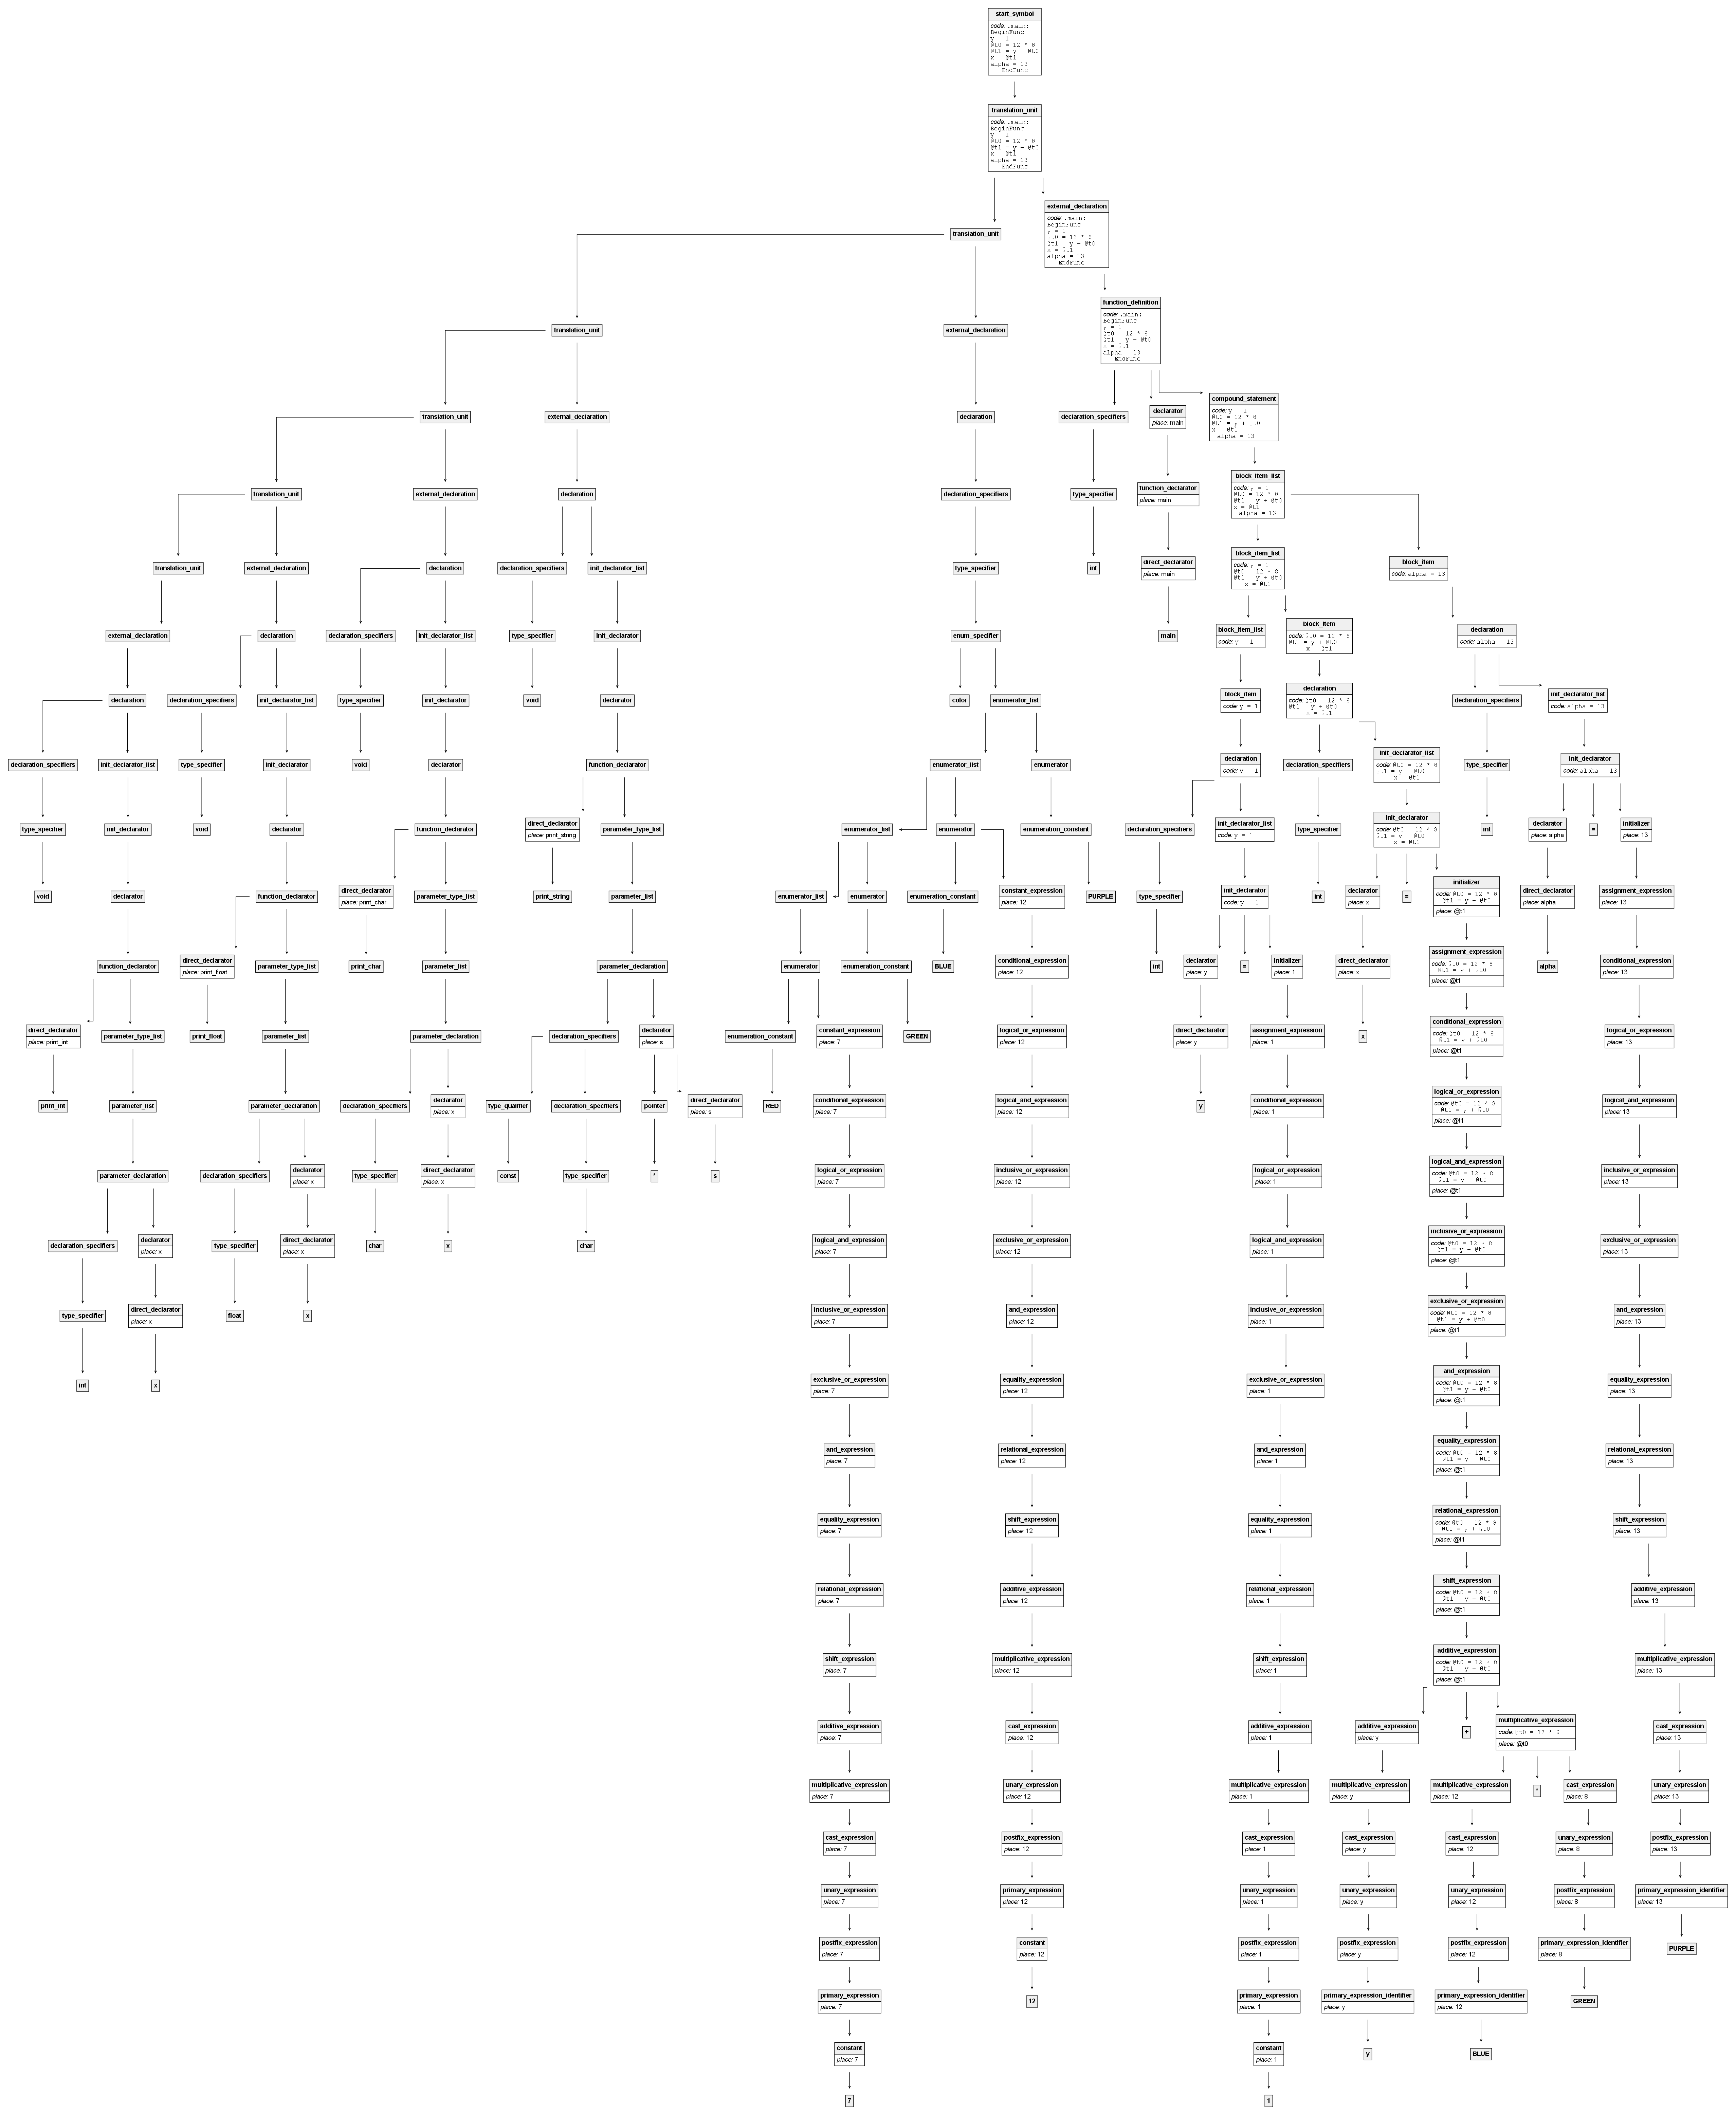 start_symbol
code: .main:
BeginFunc
y = 1
@t0 = 12 * 8
@t1 = y + @t0
x = @t1
alpha = 13
EndFunc
translation_unit
code: .main:
BeginFunc
y = 1
@t0 = 12 * 8
@t1 = y + @t0
x = @t1
alpha = 13
EndFunc
external_declaration
code: .main:
BeginFunc
y = 1
@t0 = 12 * 8
@t1 = y + @t0
x = @t1
alpha = 13
EndFunc
translation_unit
function_definition
code: .main:
BeginFunc
y = 1
@t0 = 12 * 8
@t1 = y + @t0
x = @t1
alpha = 13
EndFunc
translation_unit external_declaration
translation_unit external_declaration declaration declaration_specifiers
declarator
place: main
compound_statement
code: y = 1
@t0 = 12 * 8
@t1 = y + @t0
x = @t1
alpha = 13
translation_unit external_declaration declaration declaration_specifiers type_specifier
function_declarator
place: main
block_item_list
code: y = 1
@t0 = 12 * 8
@t1 = y + @t0
x = @t1
alpha = 13
translation_unit external_declaration declaration declaration_specifiers init_declarator_list type_specifier int
direct_declarator
place: main
block_item_list
code: y = 1
@t0 = 12 * 8
@t1 = y + @t0
x = @t1
block_item
code: alpha = 13
external_declaration declaration declaration_specifiers init_declarator_list type_specifier init_declarator enum_specifier main
block_item_list
code: y = 1
block_item
code: @t0 = 12 * 8
@t1 = y + @t0
x = @t1
declaration
code: alpha = 13
declaration declaration_specifiers init_declarator_list type_specifier init_declarator void declarator color enumerator_list
block_item
code: y = 1
declaration
code: @t0 = 12 * 8
@t1 = y + @t0
x = @t1
declaration_specifiers
init_declarator_list
code: alpha = 13
declaration_specifiers init_declarator_list type_specifier init_declarator void declarator function_declarator enumerator_list enumerator
declaration
code: y = 1
declaration_specifiers
init_declarator_list
code: @t0 = 12 * 8
@t1 = y + @t0
x = @t1
type_specifier
init_declarator
code: alpha = 13
type_specifier init_declarator void declarator function_declarator
direct_declarator
place: print_string
parameter_type_list enumerator_list enumerator enumeration_constant declaration_specifiers
init_declarator_list
code: y = 1
type_specifier
init_declarator
code: @t0 = 12 * 8
@t1 = y + @t0
x = @t1
int
declarator
place: alpha
=
initializer
place: 13
void declarator function_declarator
direct_declarator
place: print_char
parameter_type_list print_string parameter_list enumerator_list enumerator enumeration_constant
constant_expression
place: 12
PURPLE type_specifier
init_declarator
code: y = 1
int
declarator
place: x
=
initializer
code: @t0 = 12 * 8
@t1 = y + @t0
place: @t1
direct_declarator
place: alpha
assignment_expression
place: 13
function_declarator
direct_declarator
place: print_float
parameter_type_list print_char parameter_list parameter_declaration enumerator enumeration_constant BLUE
conditional_expression
place: 12
int
declarator
place: y
=
initializer
place: 1
direct_declarator
place: x
assignment_expression
code: @t0 = 12 * 8
@t1 = y + @t0
place: @t1
alpha
conditional_expression
place: 13
direct_declarator
place: print_int
parameter_type_list print_float parameter_list parameter_declaration declaration_specifiers
declarator
place: s
enumeration_constant
constant_expression
place: 7
GREEN
logical_or_expression
place: 12
direct_declarator
place: y
assignment_expression
place: 1
x
conditional_expression
code: @t0 = 12 * 8
@t1 = y + @t0
place: @t1
logical_or_expression
place: 13
print_int parameter_list parameter_declaration declaration_specifiers
declarator
place: x
type_qualifier declaration_specifiers pointer
direct_declarator
place: s
RED
conditional_expression
place: 7
logical_and_expression
place: 12
y
conditional_expression
place: 1
logical_or_expression
code: @t0 = 12 * 8
@t1 = y + @t0
place: @t1
logical_and_expression
place: 13
parameter_declaration declaration_specifiers
declarator
place: x
type_specifier
direct_declarator
place: x
const type_specifier * s
logical_or_expression
place: 7
inclusive_or_expression
place: 12
logical_or_expression
place: 1
logical_and_expression
code: @t0 = 12 * 8
@t1 = y + @t0
place: @t1
inclusive_or_expression
place: 13
declaration_specifiers
declarator
place: x
type_specifier
direct_declarator
place: x
char x char
logical_and_expression
place: 7
exclusive_or_expression
place: 12
logical_and_expression
place: 1
inclusive_or_expression
code: @t0 = 12 * 8
@t1 = y + @t0
place: @t1
exclusive_or_expression
place: 13
type_specifier
direct_declarator
place: x
float x
inclusive_or_expression
place: 7
and_expression
place: 12
inclusive_or_expression
place: 1
exclusive_or_expression
code: @t0 = 12 * 8
@t1 = y + @t0
place: @t1
and_expression
place: 13
int x
exclusive_or_expression
place: 7
equality_expression
place: 12
exclusive_or_expression
place: 1
and_expression
code: @t0 = 12 * 8
@t1 = y + @t0
place: @t1
equality_expression
place: 13
and_expression
place: 7
relational_expression
place: 12
and_expression
place: 1
equality_expression
code: @t0 = 12 * 8
@t1 = y + @t0
place: @t1
relational_expression
place: 13
equality_expression
place: 7
shift_expression
place: 12
equality_expression
place: 1
relational_expression
code: @t0 = 12 * 8
@t1 = y + @t0
place: @t1
shift_expression
place: 13
relational_expression
place: 7
additive_expression
place: 12
relational_expression
place: 1
shift_expression
code: @t0 = 12 * 8
@t1 = y + @t0
place: @t1
additive_expression
place: 13
shift_expression
place: 7
multiplicative_expression
place: 12
shift_expression
place: 1
additive_expression
code: @t0 = 12 * 8
@t1 = y + @t0
place: @t1
multiplicative_expression
place: 13
additive_expression
place: 7
cast_expression
place: 12
additive_expression
place: 1
additive_expression
place: y
+
multiplicative_expression
code: @t0 = 12 * 8
place: @t0
cast_expression
place: 13
multiplicative_expression
place: 7
unary_expression
place: 12
multiplicative_expression
place: 1
multiplicative_expression
place: y
multiplicative_expression
place: 12
*
cast_expression
place: 8
unary_expression
place: 13
cast_expression
place: 7
postfix_expression
place: 12
cast_expression
place: 1
cast_expression
place: y
cast_expression
place: 12
unary_expression
place: 8
postfix_expression
place: 13
unary_expression
place: 7
primary_expression
place: 12
unary_expression
place: 1
unary_expression
place: y
unary_expression
place: 12
postfix_expression
place: 8
primary_expression_identifier
place: 13
postfix_expression
place: 7
constant
place: 12
postfix_expression
place: 1
postfix_expression
place: y
postfix_expression
place: 12
primary_expression_identifier
place: 8
PURPLE
primary_expression
place: 7
12
primary_expression
place: 1
primary_expression_identifier
place: y
primary_expression_identifier
place: 12
GREEN
constant
place: 7
constant
place: 1
y
BLUE
7
1